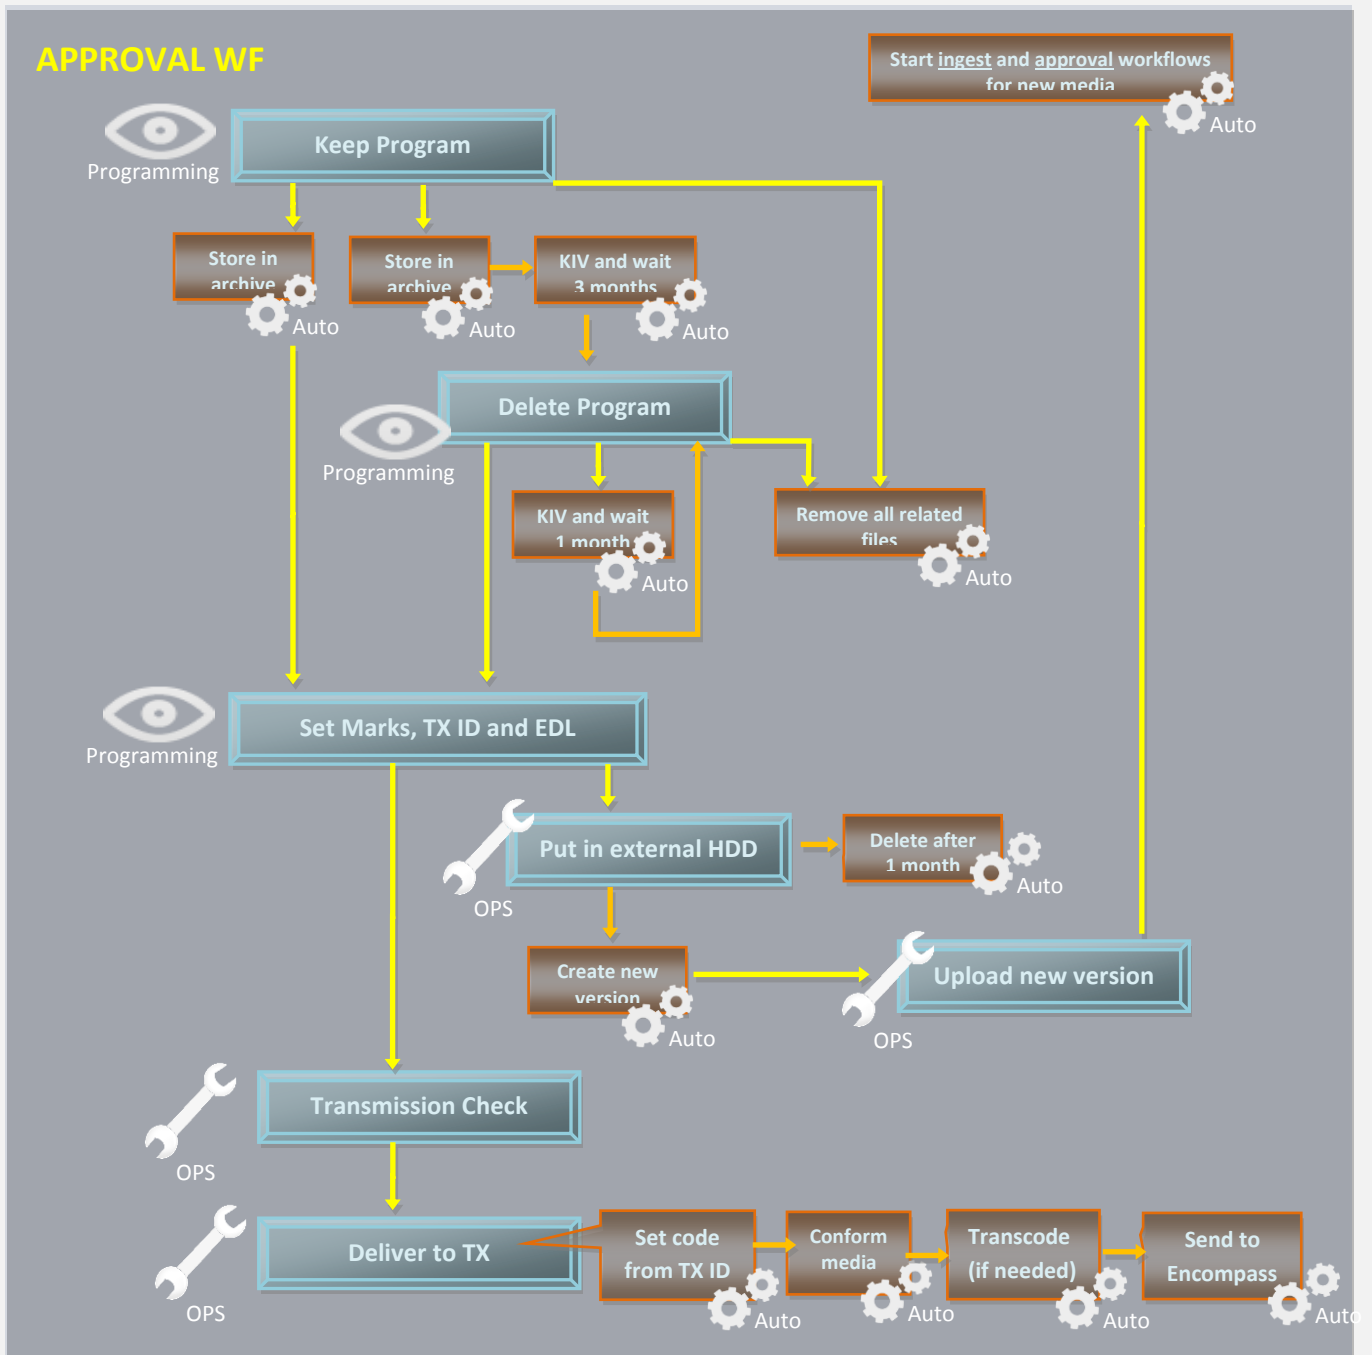 APPROVAL WF
Start ingest and approval workflows
for new media
Auto
Keep Program
Programming
Store in
archive
Auto
Store in
archive
Auto
KIV and wait
3 months
Auto
Delete Program
Programming
KIV and wait
1 month
Auto
Remove all related
files
Auto
Set Marks, TX ID and EDL
Programming
Put in external HDD
OPS
Delete after
1 month
Auto
Create new
version
Auto
Upload new version
OPS
Transmission Check
OPS
Deliver to TX
OPS
Set code
from TX ID
Auto
Conform
media
Auto
Transcode
(if needed)
Auto
Send to
Encompass
Auto